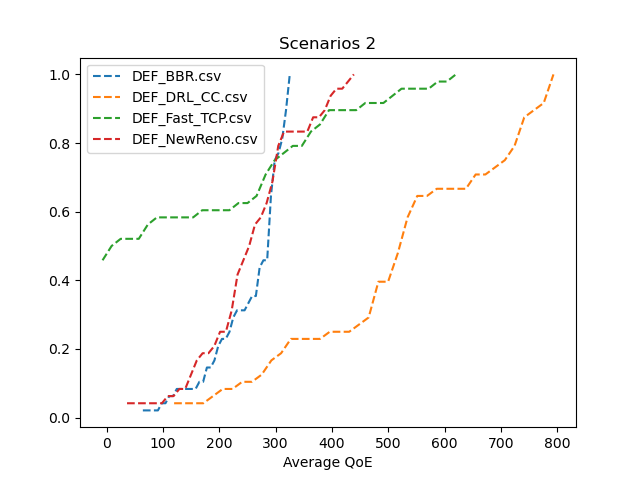 Scenarios 2
DEF_BBR.csv
DEF_DRL_CC.csv
DEF_Fast_TCP.csv
DEF_NewReno.csv
1.0
0.8
0.6
0.4
0.2
0.0
0 100 200 300 400 500 600 700 800
Average QoE